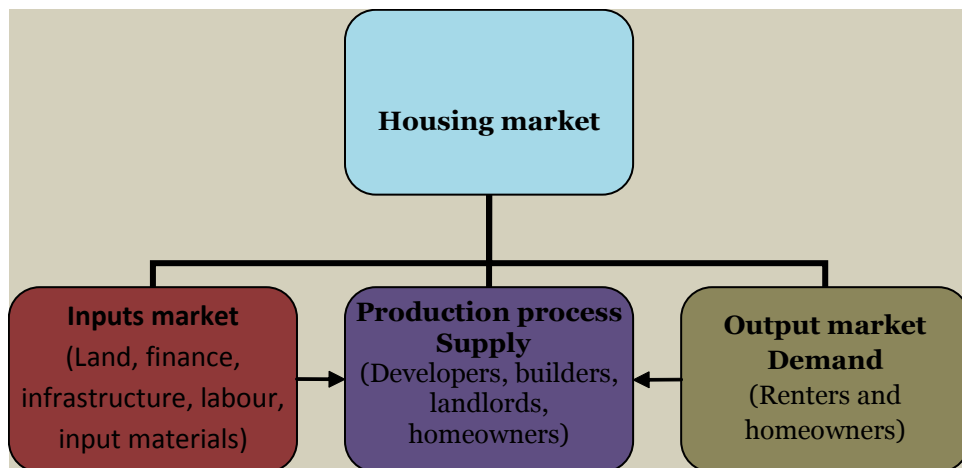 Housing market
Inputs market
(Land, finance,
infrastructure, labour,
input materials)
Production process
Supply
(Developers, builders,
landlords,
homeowners)
Output market
Demand
(Renters and
homeowners)